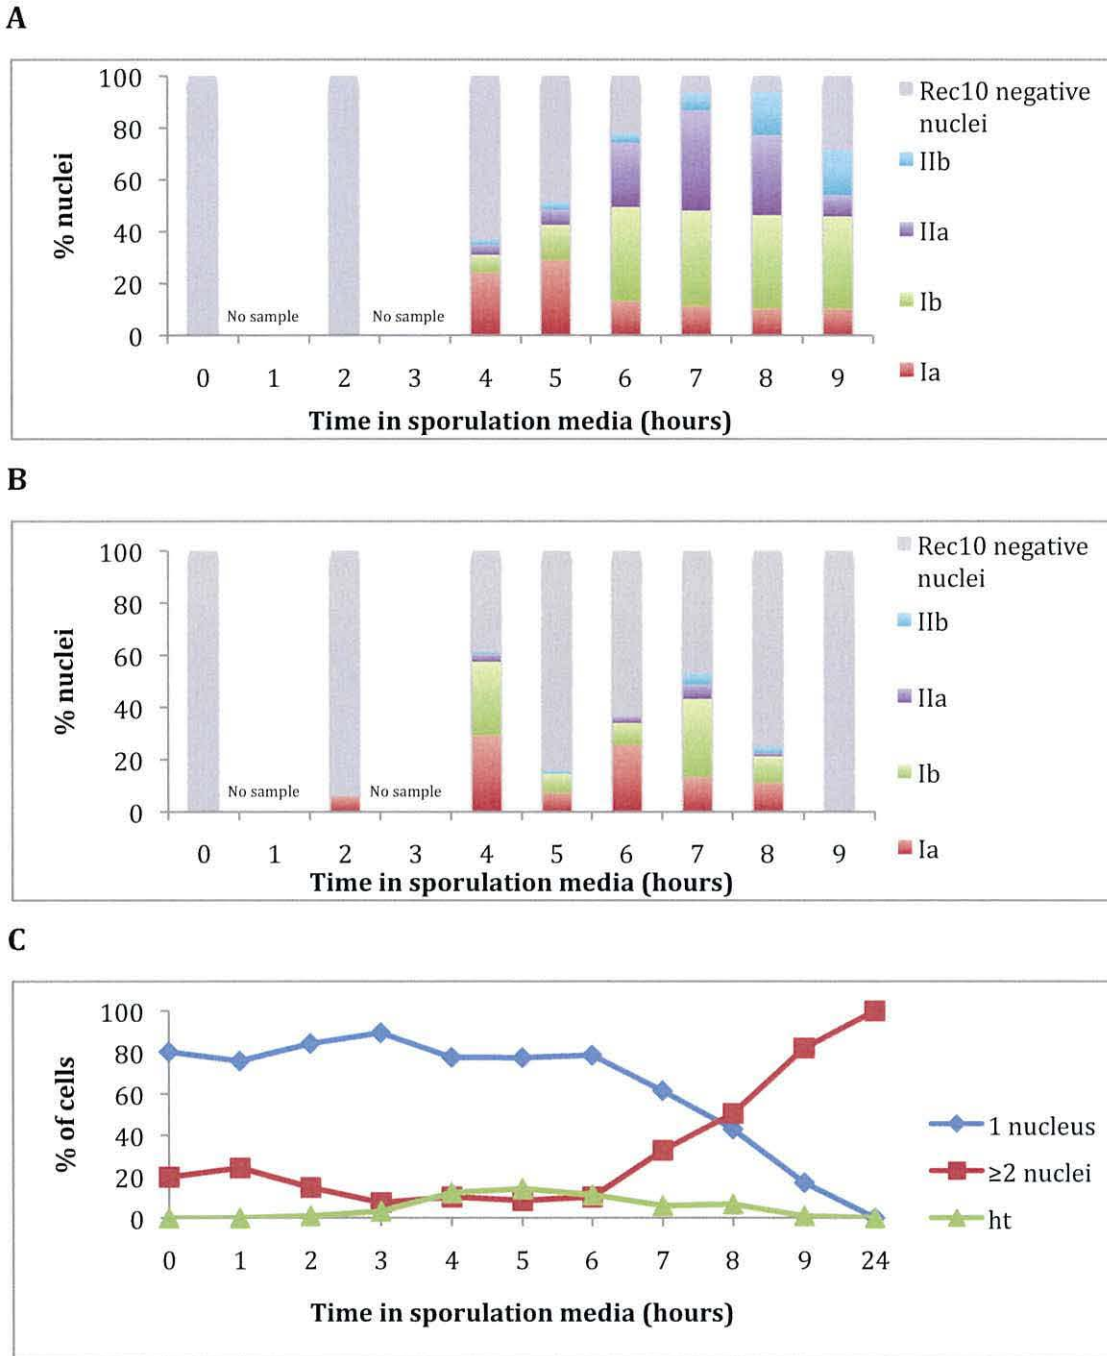 A
100
80
60
40
20
0
% nuclei
No sample
No sample
0 1 2 3 4 5 6 7 8 9
Time in sporulation media (hours)
Rec10 negative
nuclei
IIb
IIa
Ib
Ia
B
100
80
60
40
20
0
% nuclei
No sample
No sample
0 1 2 3 4 5 6 7 8 9
Time in sporulation media (hours)
Rec10 negative
nuclei
IIb
IIa
Ib
Ia
C
100
80
60
40
20
0
% of cells
0 1 2 3 4 5 6 7 8 9 24
Time in sporulation media (hours)
1 nucleus
≥2 nuclei
ht